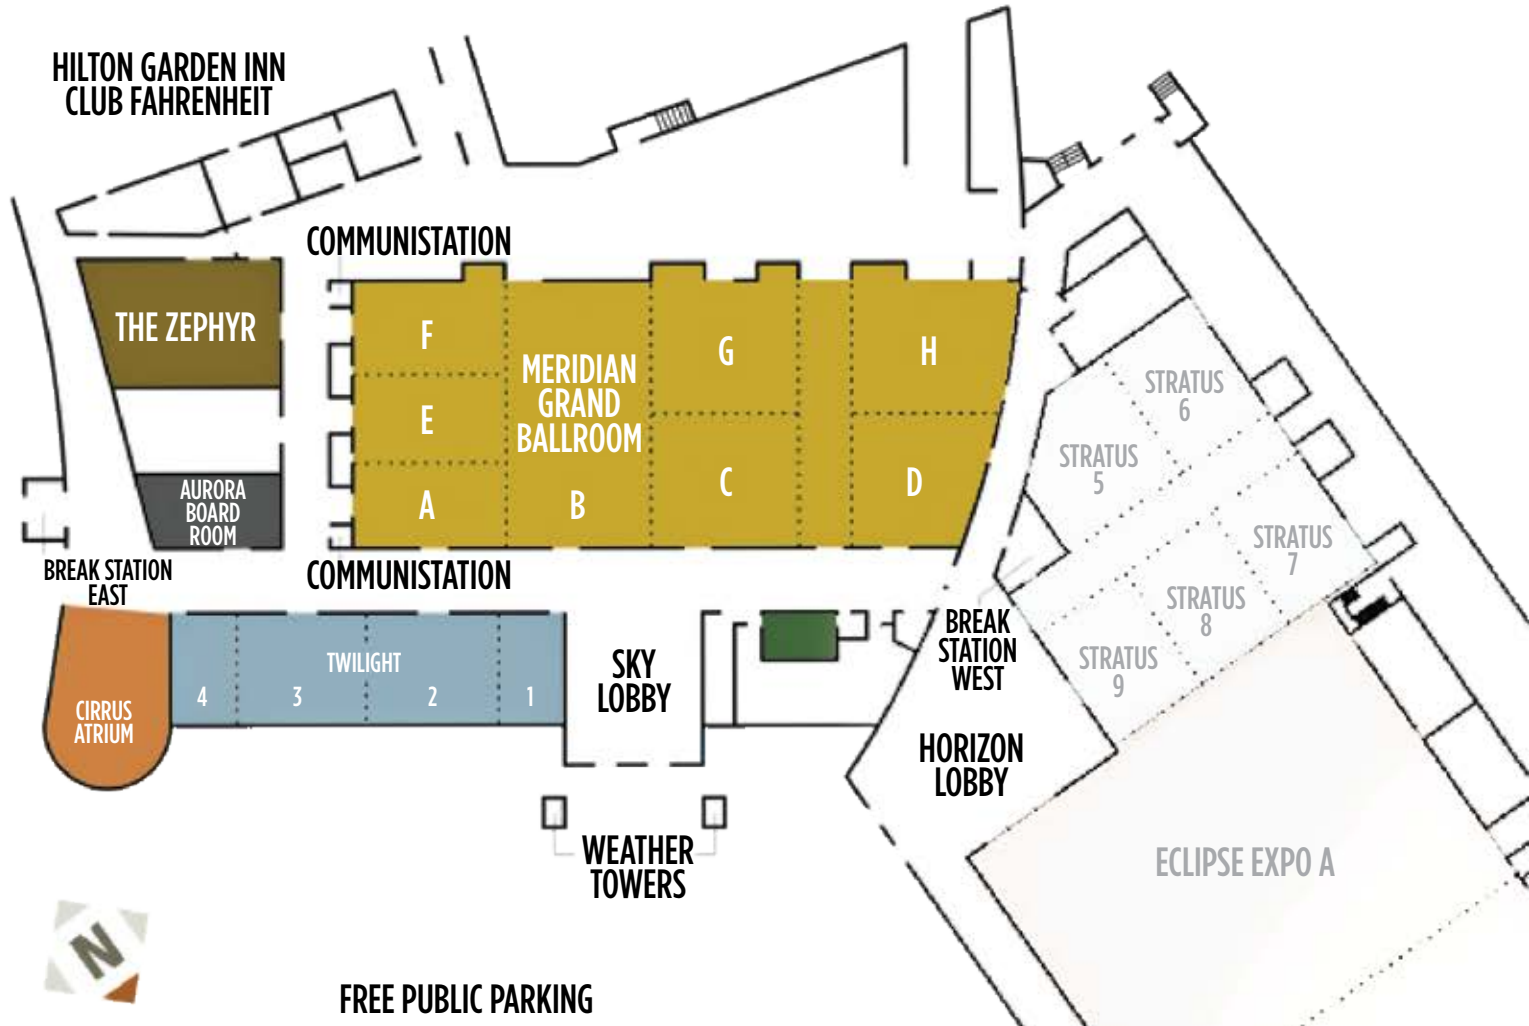 HILTON GARDEN INN
CLUB FAHRENHEIT
COMMUNISTATION
THE ZEPHYR
F
MERIDIAN
GRAND
BALLROOM
G
H
E
A
B
C
D
AURORA
BOARD
ROOM
STRATUS
6
STRATUS
5
STRATUS
7
STRATUS
8
STRATUS
9
BREAK STATION
EAST
COMMUNISTATION
TWILIGHT
4
3
2
1
CIRRUS
ATRIUM
SKY
LOBBY
BREAK
STATION
WEST
HORIZON
LOBBY
WEATHER
TOWERS
ECLIPSE EXPO A
N
FREE PUBLIC PARKING